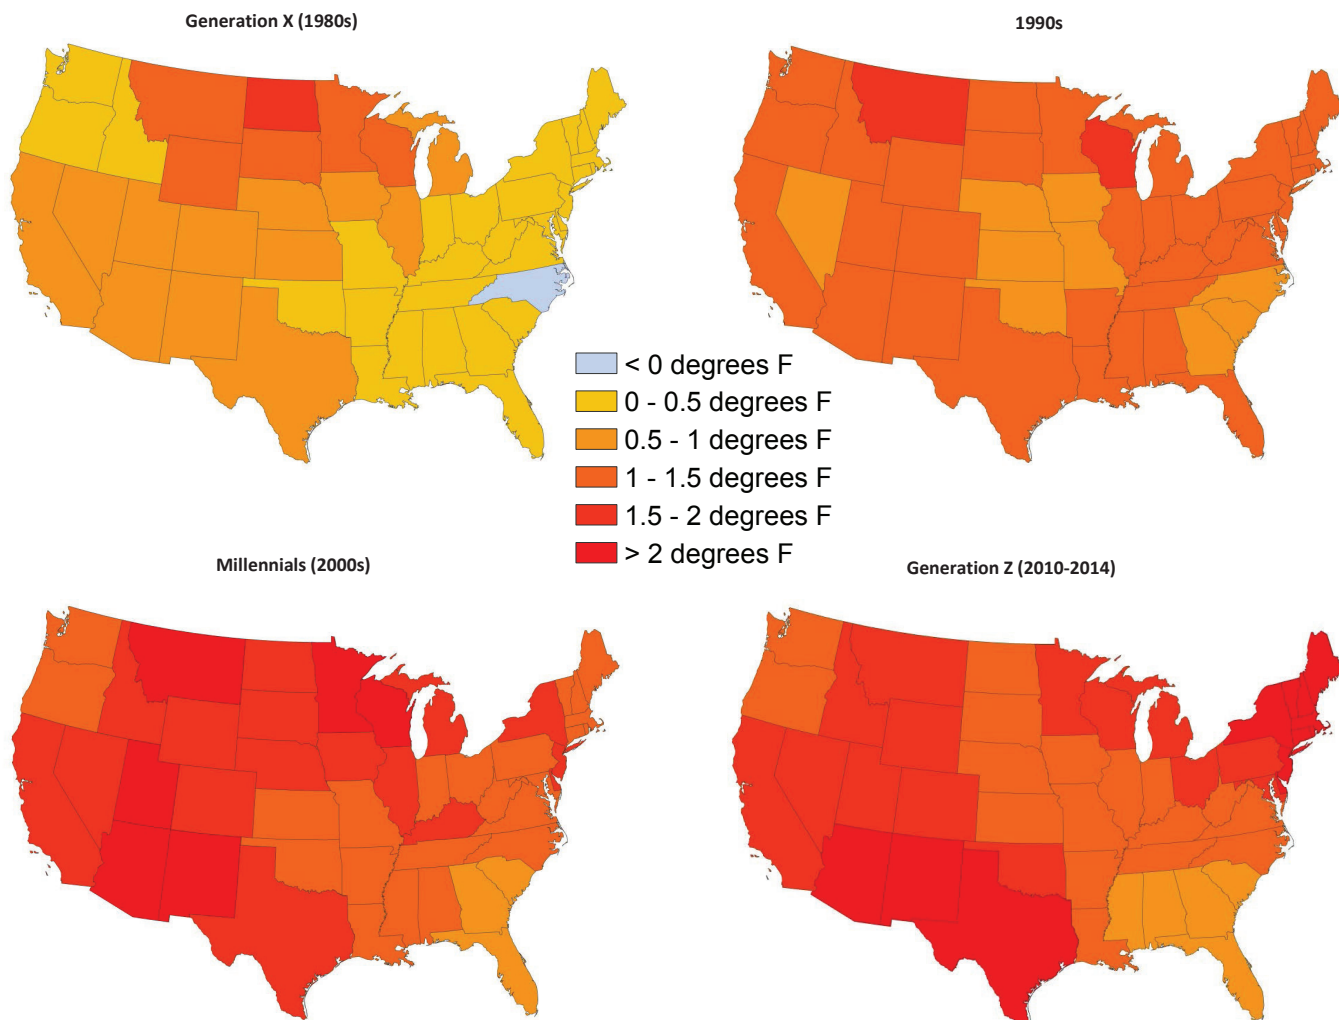 Generation X (1980s)
1990s
< 0 degrees F
0 - 0.5 degrees F
0.5 - 1 degrees F
1 - 1.5 degrees F
1.5 - 2 degrees F
> 2 degrees F
Millennials (2000s)
Generation Z (2010-2014)